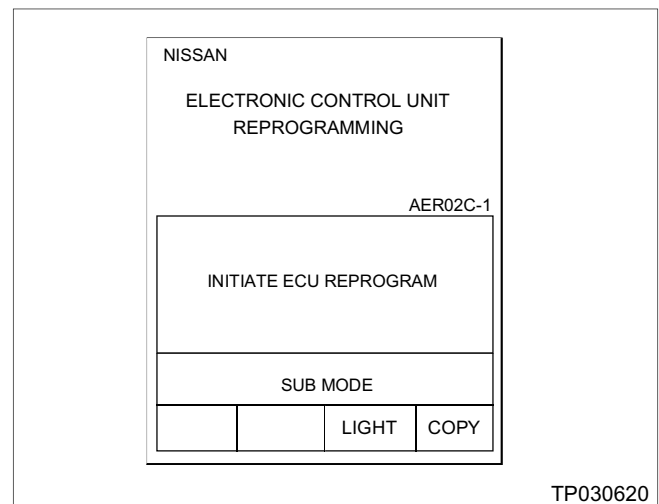 NISSAN
ELECTRONIC CONTROL UNIT
REPROGRAMMING
AER02C-1
INITIATE ECU REPROGRAM
SUB MODE
LIGHT COPY
TP030620